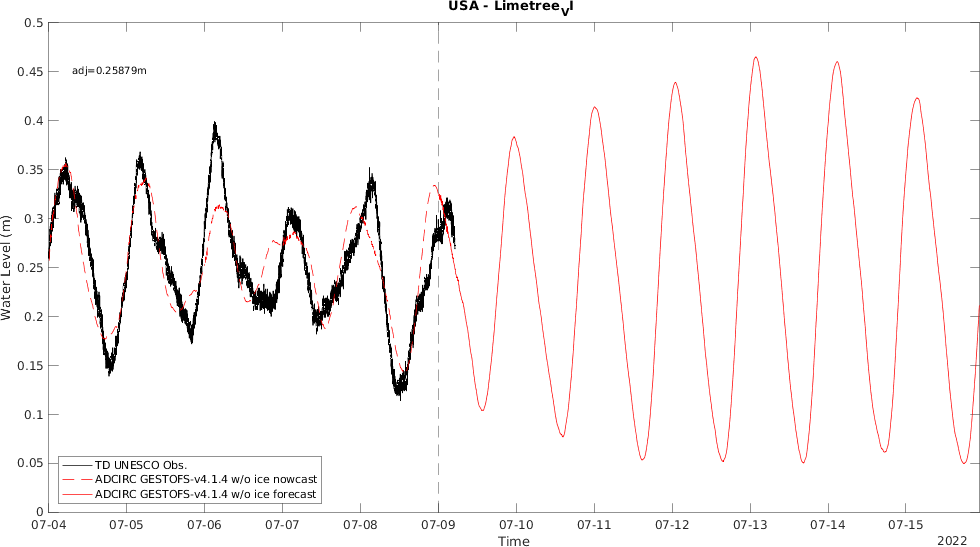 USA - Limetree_VI
0.5
0.45
0.4
0.35
0.3
0.25
0.2
0.15
0.1
0.05
0
Water Level (m)
adj=0.25879m
TD UNESCO Obs.
ADCIRC GESTOFS-v4.1.4 w/o ice nowcast
ADCIRC GESTOFS-v4.1.4 w/o ice forecast
07-04 07-05 07-06 07-07 07-08 07-09 07-10 07-11 07-12 07-13 07-14 07-15
Time
2022